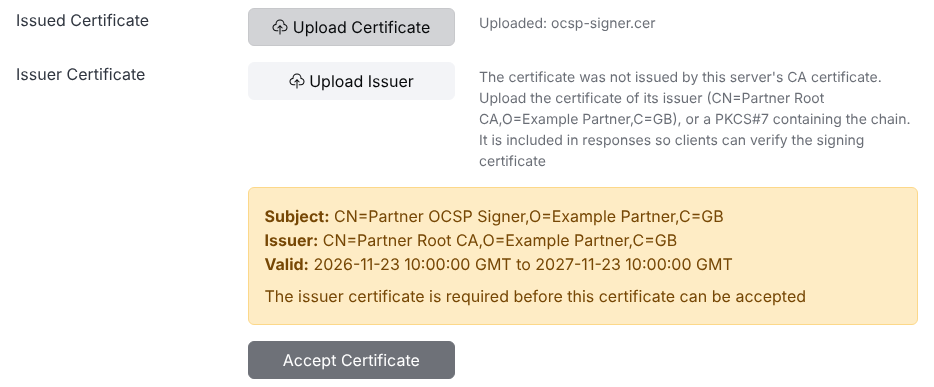 Issued Certificate
Upload Certificate
Uploaded: ocsp-signer.cer
Issuer Certificate
Upload Issuer
The certificate was not issued by this server's CA certificate.
Upload the certificate of its issuer (CN=Partner Root
CA,O=Example Partner,C=GB), or a PKCS#7 containing the chain.
It is included in responses so clients can verify the signing
certificate
Subject: CN=Partner OCSP Signer,O=Example Partner,C=GB
Issuer: CN=Partner Root CA,O=Example Partner,C=GB
Valid: 2026-11-23 10:00:00 GMT to 2027-11-23 10:00:00 GMT
The issuer certificate is required before this certificate can be accepted
Accept Certificate